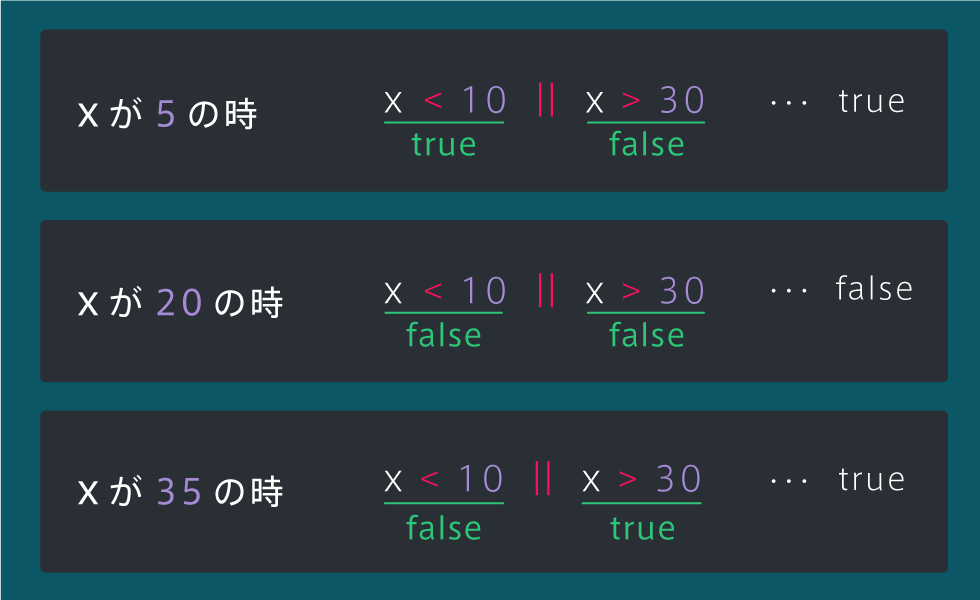 x が 5 の時 x < 10 || x > 30 ··· true
true false
x が 20 の時 x < 10 || x > 30 ··· false
false false
x が 35 の時 x < 10 || x > 30 ··· true
false true